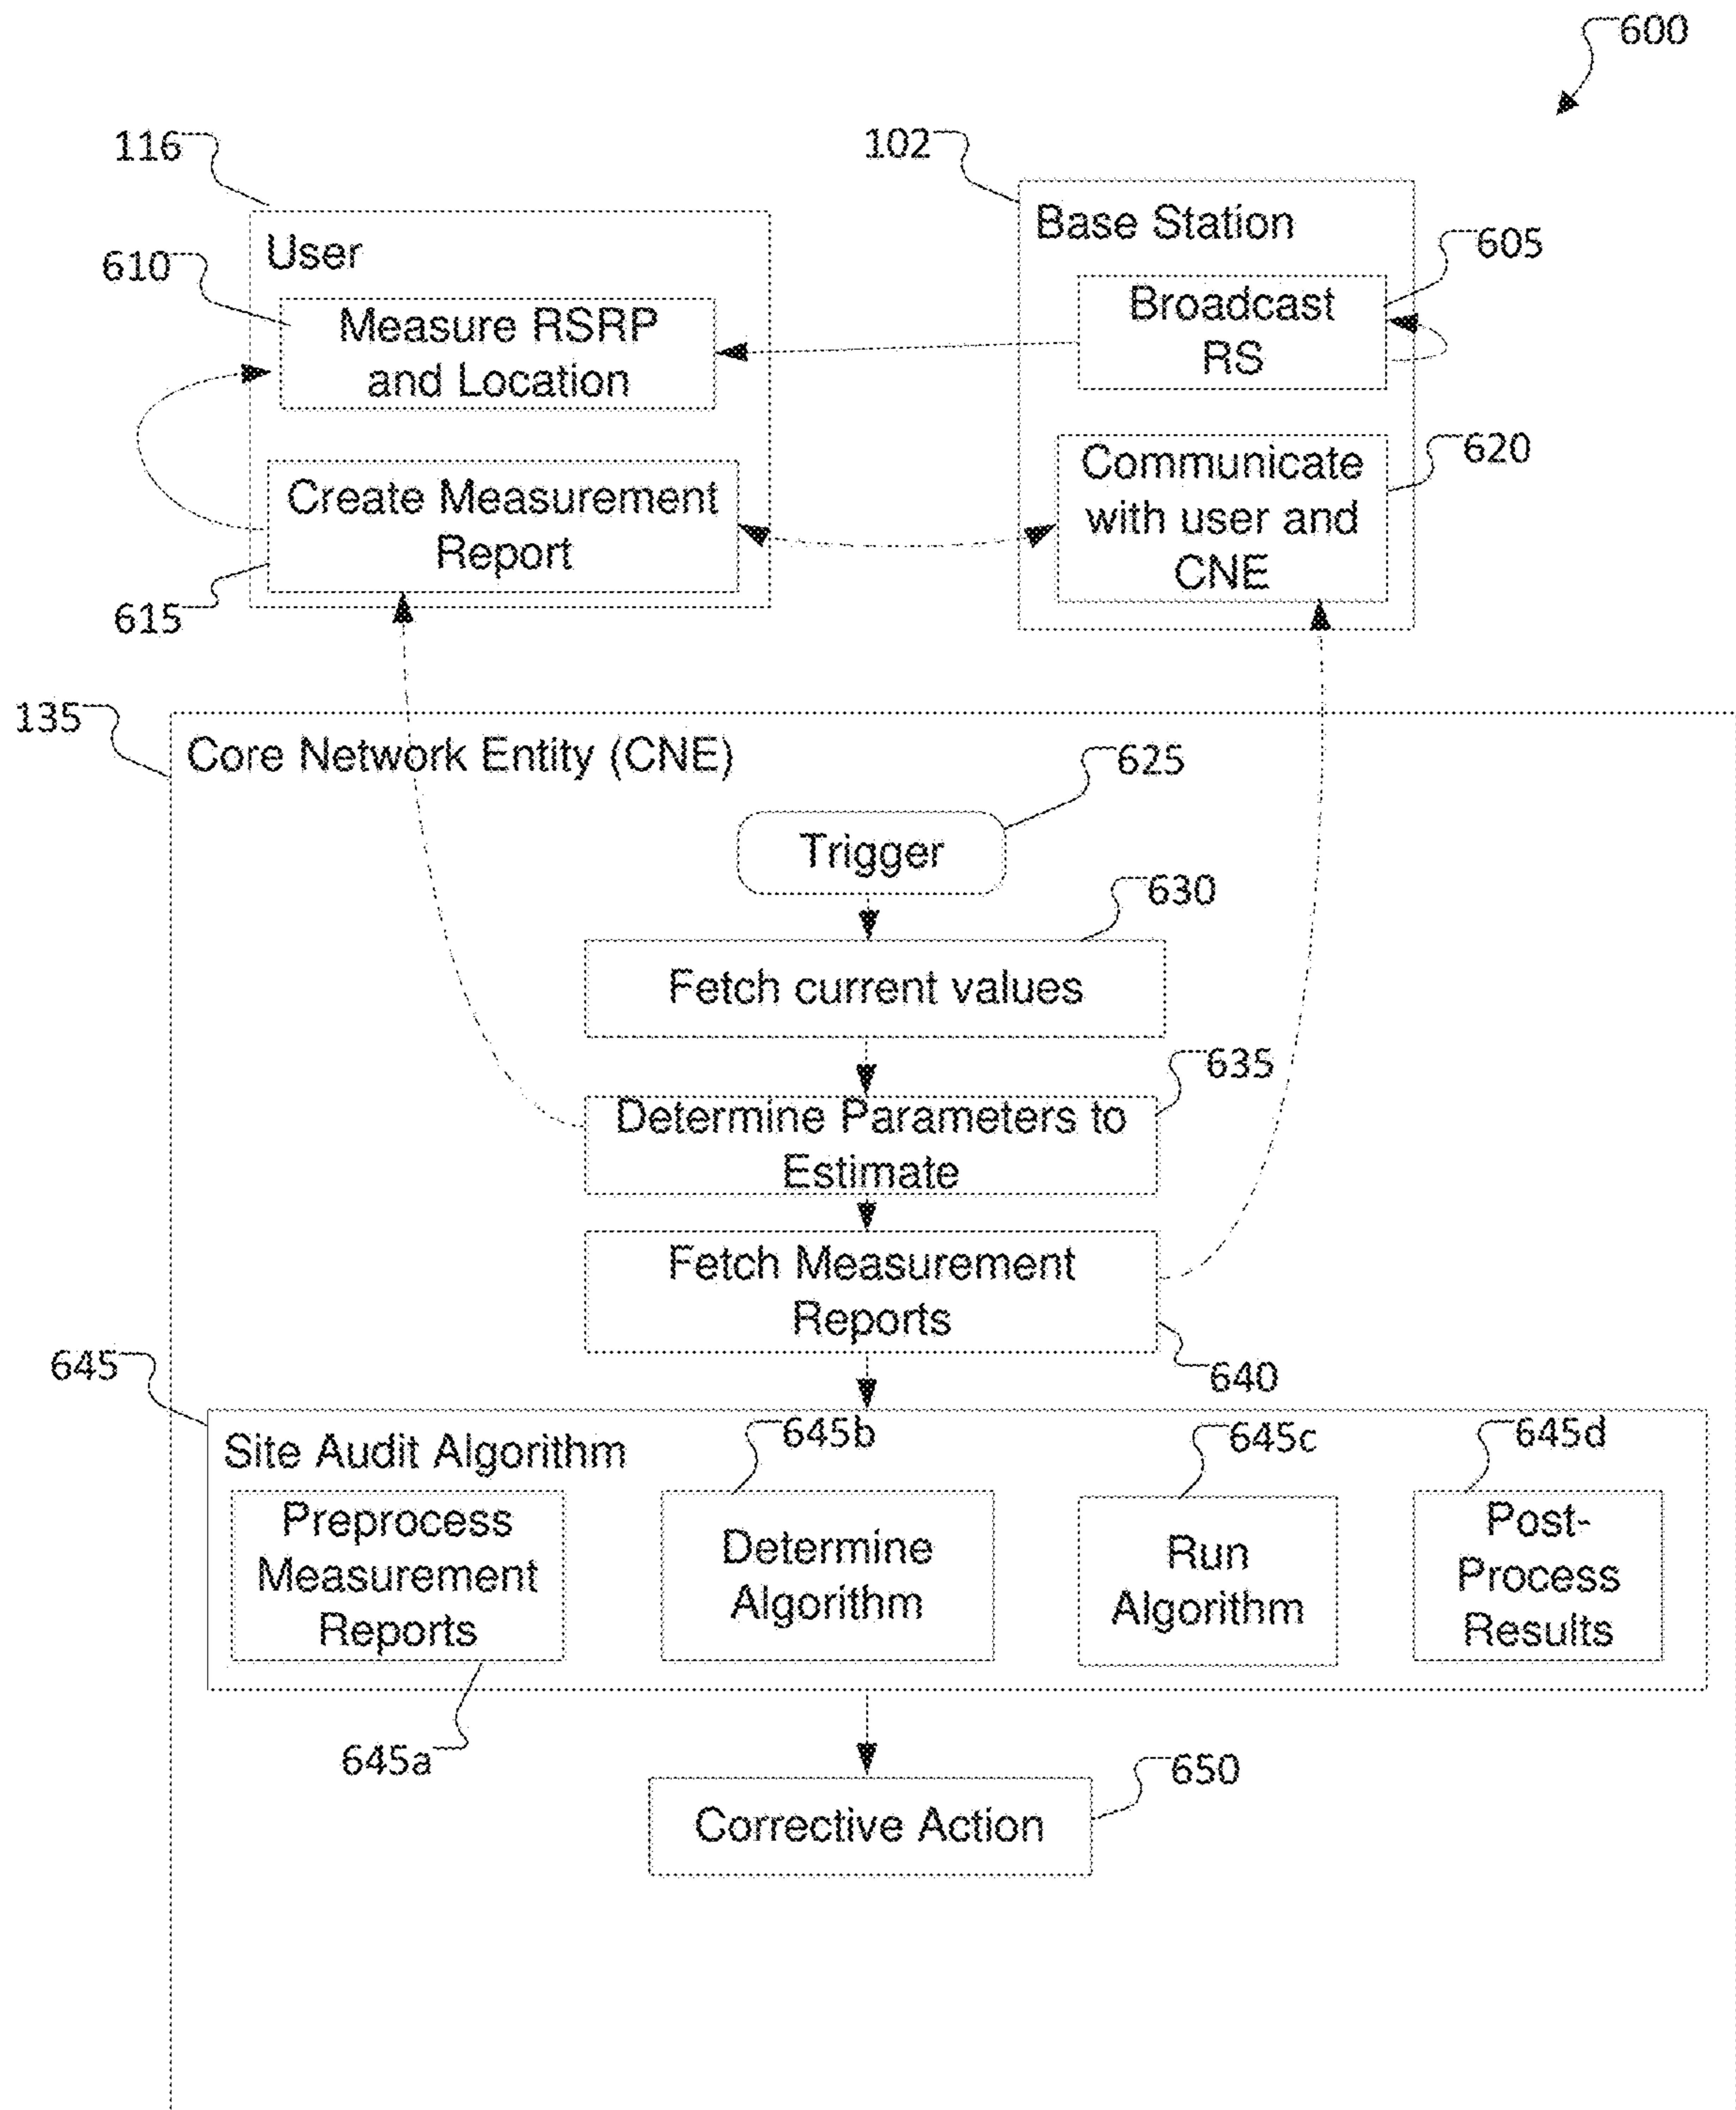 600
116
102
User
Base Station
610
605
Measure RSRP
and Location
Broadcast
RS
620
Create Measurement
Report
Communicate
with user and
CNE
615
135
Core Network Entity (CNE)
625
Trigger
630
Fetch current values
635
Determine Parameters to
Estimate
Fetch Measurement
Reports
640
645
Site Audit Algorithm
645b
645c
645d
Preprocess
Measurement
Reports
Determine
Algorithm
Run
Algorithm
Post-
Process
Results
645a
650
Corrective Action